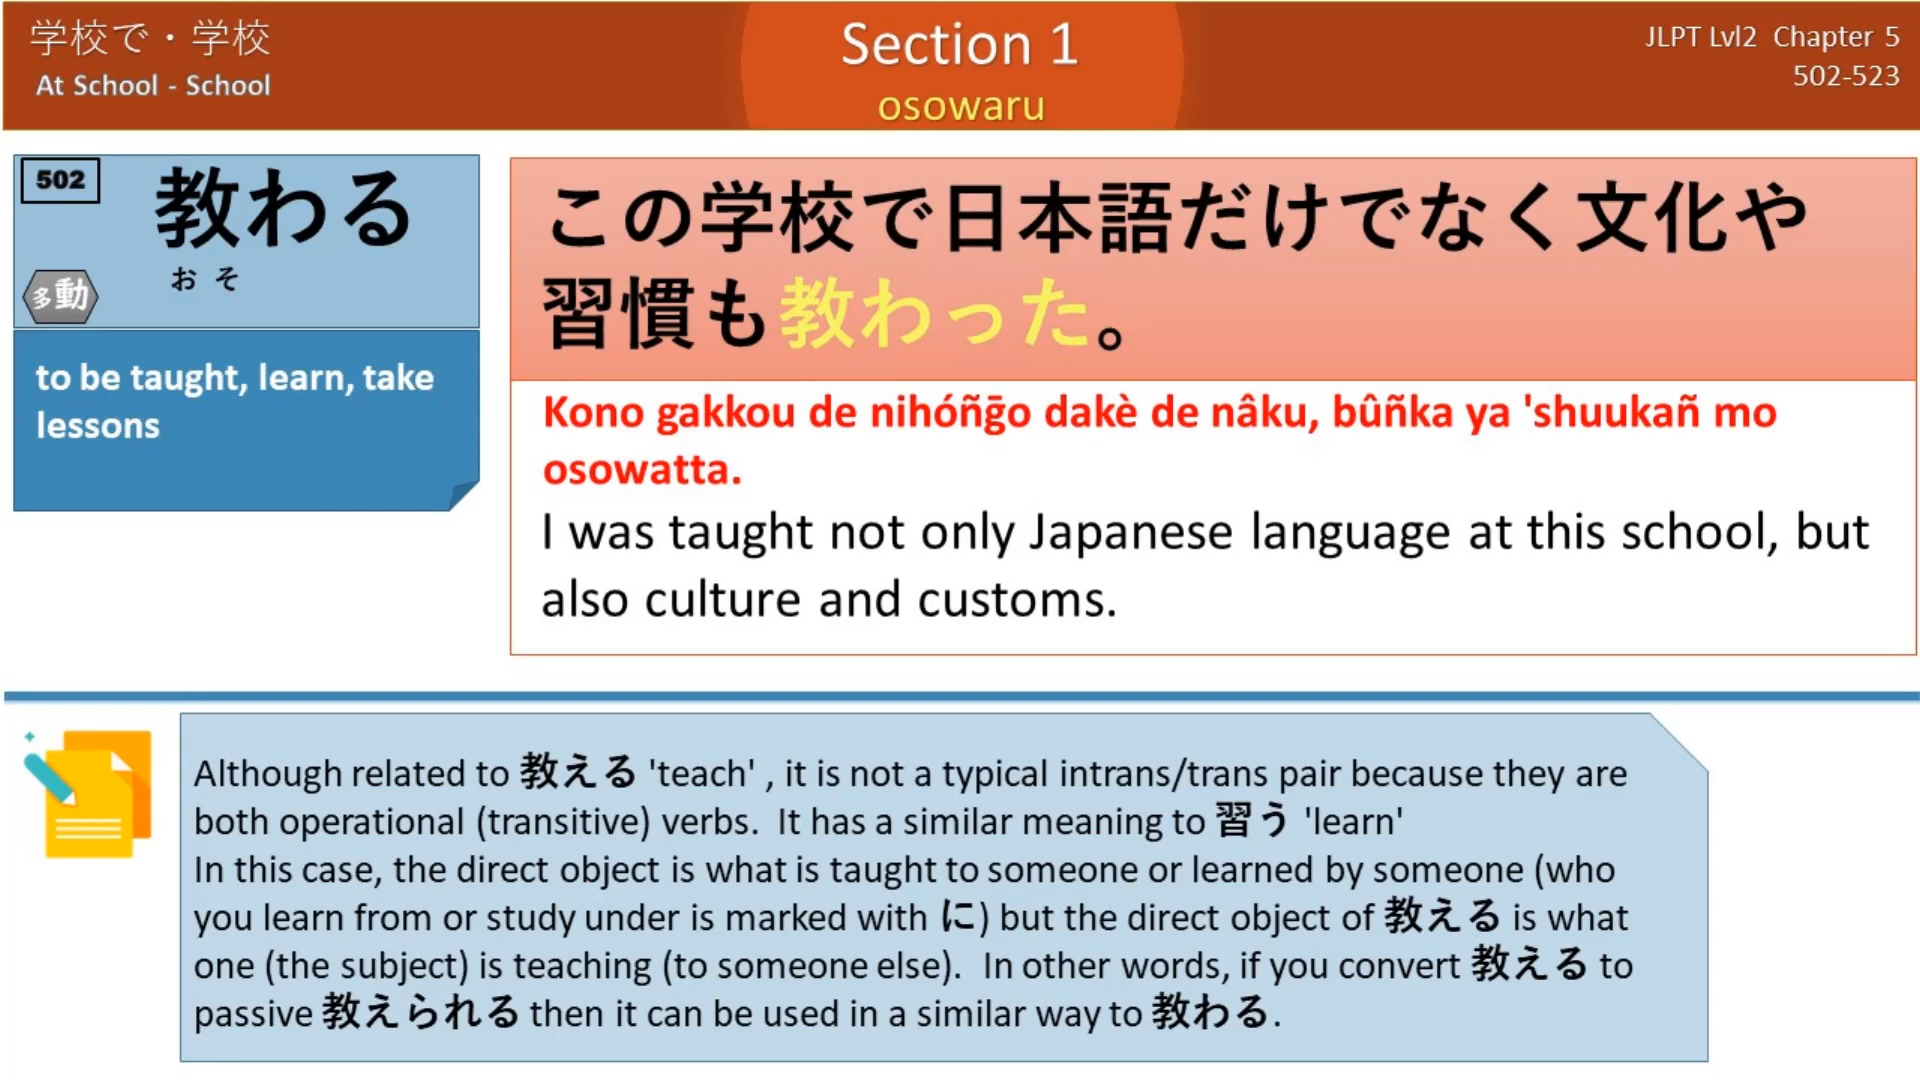 学校で・学校
At School - School
Section 1
osowaru
JLPT Lvl2 Chapter 5
502-523
502
教わる
おそ
多動
to be taught, learn, take
lessons
この学校で日本語だけでなく文化や
習慣も教わった。
Kono gakkou de nihóñḡo dakè de nâku, bûñka ya 'shuukañ mo
osowatta.
I was taught not only Japanese language at this school, but
also culture and customs.
Although related to 教える 'teach' , it is not a typical intrans/trans pair because they are
both operational (transitive) verbs. It has a similar meaning to 習う 'learn'
In this case, the direct object is what is taught to someone or learned by someone (who
you learn from or study under is marked with に) but the direct object of 教える is what
one (the subject) is teaching (to someone else). In other words, if you convert 教える to
passive 教えられる then it can be used in a similar way to 教わる.